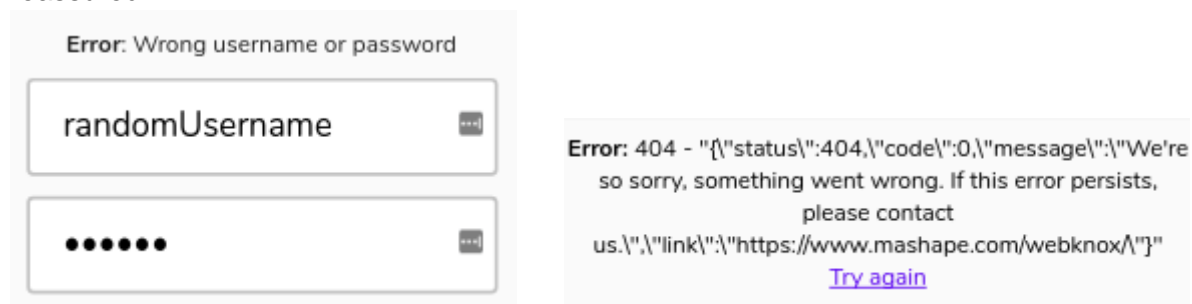 Error: Wrong username or password
randomUsername
Error: 404 - "{\"status\":404,\"code\":0,\"message\":\"We're
so sorry, something went wrong. If this error persists,
please contact
us.\",\"link\":\"https://www.mashape.com/webknox/\"}"
Try again